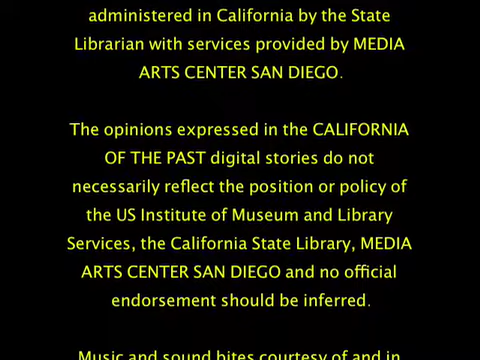 administered in California by the State
Librarian with services provided by MEDIA
ARTS CENTER SAN DIEGO.
The opinions expressed in the CALIFORNIA
OF THE PAST digital stories do not
necessarily reflect the position or policy of
the US Institute of Museum and Library
Services, the California State Library, MEDIA
ARTS CENTER SAN DIEGO and no official
endorsement should be inferred.
Music and sound bites courtesy of and in